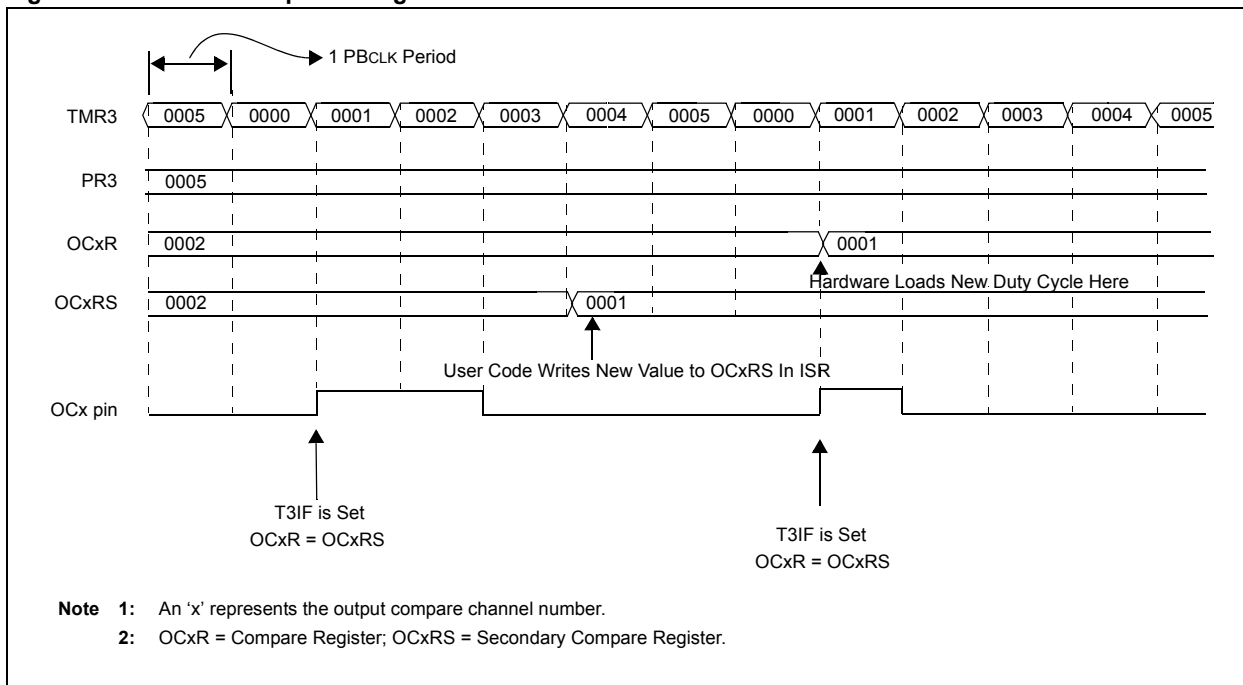 1 PBCLK Period
TMR3 0005 0000 0001 0002 0003 0004 0005 0000 0001 0002 0003 0004 0005
PR3 0005
OCxR 0002 0001
Hardware Loads New Duty Cycle Here
OCxRS 0002 0001
User Code Writes New Value to OCxRS In ISR
OCx pin
T3IF is Set
OCxR = OCxRS
T3IF is Set
OCxR = OCxRS
Note 1: An ‘x’ represents the output compare channel number.
2: OCxR = Compare Register; OCxRS = Secondary Compare Register.